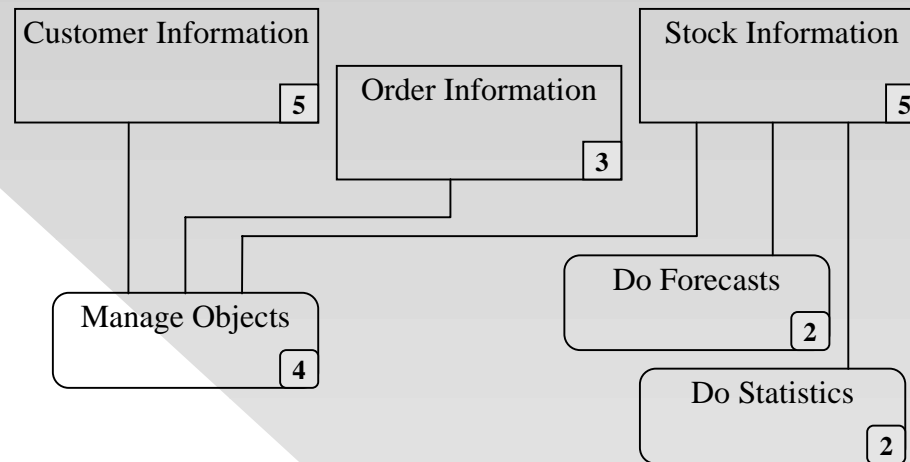 Customer Information
5
Order Information
3
Stock Information
5
Manage Objects
4
Do Forecasts
2
Do Statistics
2